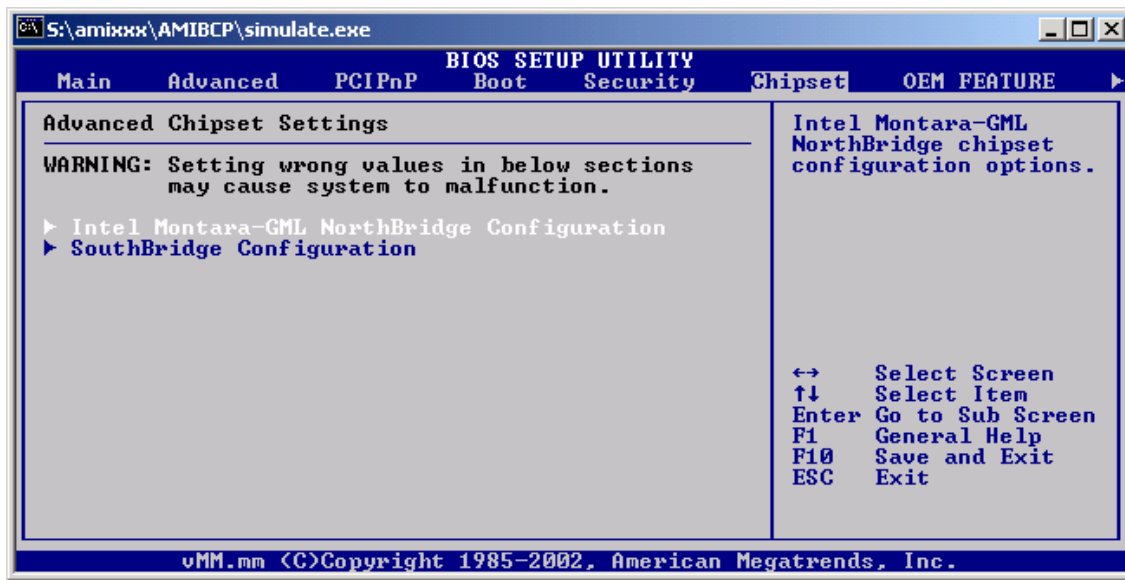 S:\amixxx\AMIBCP\simulate.exe
BIOS SETUP UTILITY
Main Advanced PCIPnP Boot Security Chipset OEM FEATURE ►
Advanced Chipset Settings
WARNING: Setting wrong values in below sections
may cause system to malfunction.
► Intel Montara-GML NorthBridge Configuration
► SouthBridge Configuration
Intel Montara-GML
NorthBridge chipset
configuration options.
↔ Select Screen
↑↓ Select Item
Enter Go to Sub Screen
F1 General Help
F10 Save and Exit
ESC Exit
vMM.mm (C)Copyright 1985-2002, American Megatrends, Inc.